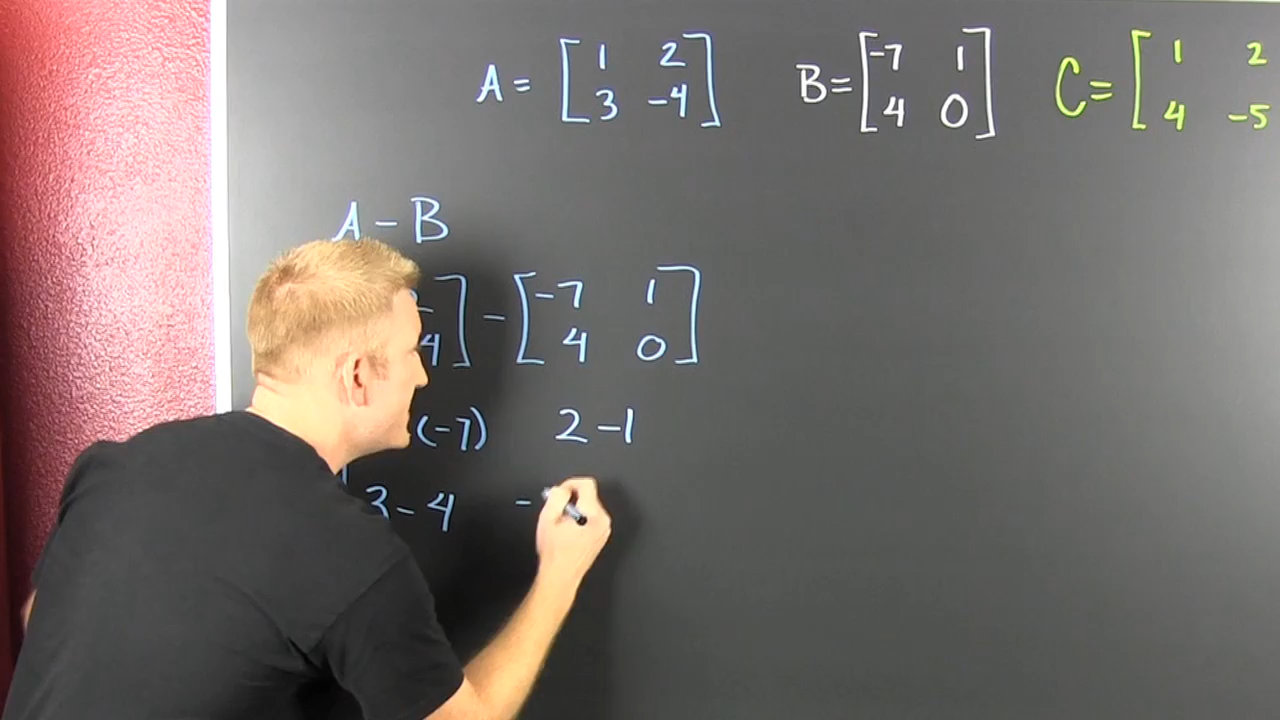 A = [ 1 2 B = [ -7 1 C = [ 1 2
3 -4 ] 4 0 ] 4 -5
A - B
4 ] - [ -7 1
4 0 ]
(-7) 2 - 1
3 - 4 -